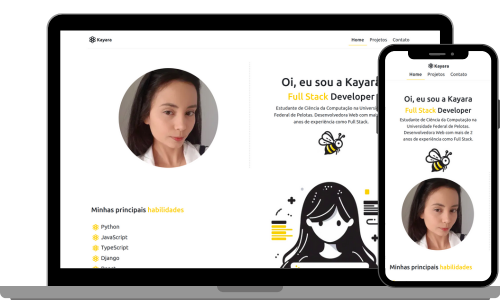 Kayara
Home Projetos Contato
Oi, eu sou a Kayara
Full Stack Developer
Estudante de Ciência da Computação na Univers
Federal de Pelotas. Desenvolvedora Web com mais de
anos de experiência como Full Stack.
Minhas principais habilidades
Python
JavaScript
TypeScript
Django
React
Kayara
Home Projetos Contato
Oi, eu sou a Kayara
Full Stack Developer
Estudante de Ciência da Computação na
Universidade Federal de Pelotas.
Desenvolvedora Web com mais de 2
anos de experiência como Full Stack.
Minhas principais habilidades